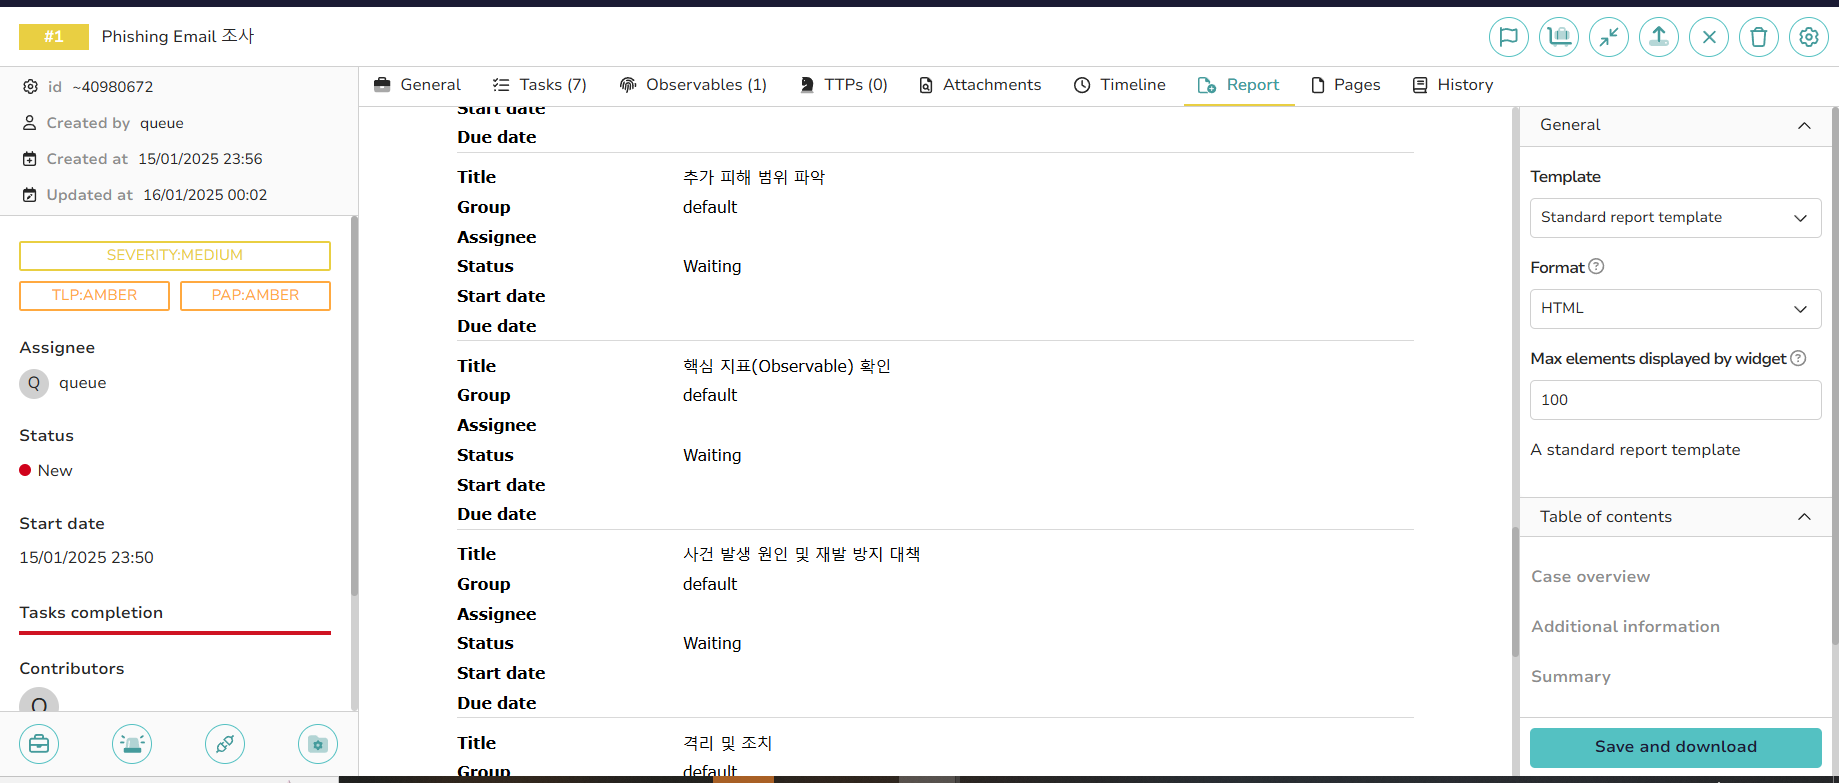 #1 Phishing Email 조사
id ~40980672
Created by queue
Created at 15/01/2025 23:56
Updated at 16/01/2025 00:02
SEVERITY:MEDIUM
TLP:AMBER PAP:AMBER
Assignee
Q queue
Status
New
Start date
15/01/2025 23:50
Tasks completion
Contributors
Q
General Tasks (7) Observables (1) TTPs (0) Attachments Timeline Report Pages History
Start date
Due date
Title 추가 피해 범위 파악
Group default
Assignee
Status Waiting
Start date
Due date
Title 핵심 지표(Observable) 확인
Group default
Assignee
Status Waiting
Start date
Due date
Title 사건 발생 원인 및 재발 방지 대책
Group default
Assignee
Status Waiting
Start date
Due date
Title 격리 및 조치
Group default
General
Template
Standard report template
Format ?
HTML
Max elements displayed by widget ?
100
A standard report template
Table of contents
Case overview
Additional information
Summary
Save and download